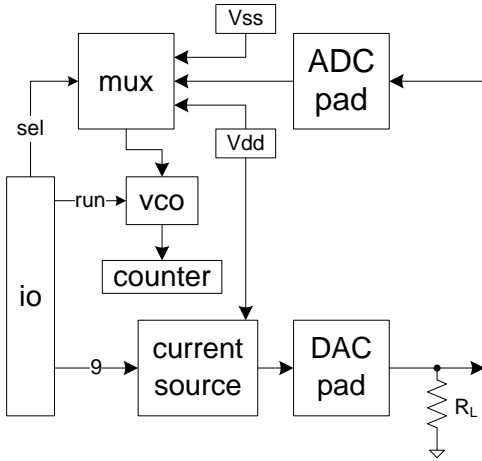 Vss
mux
ADC
pad
sel
Vdd
run
vco
io
counter
9
current
source
DAC
pad
RL